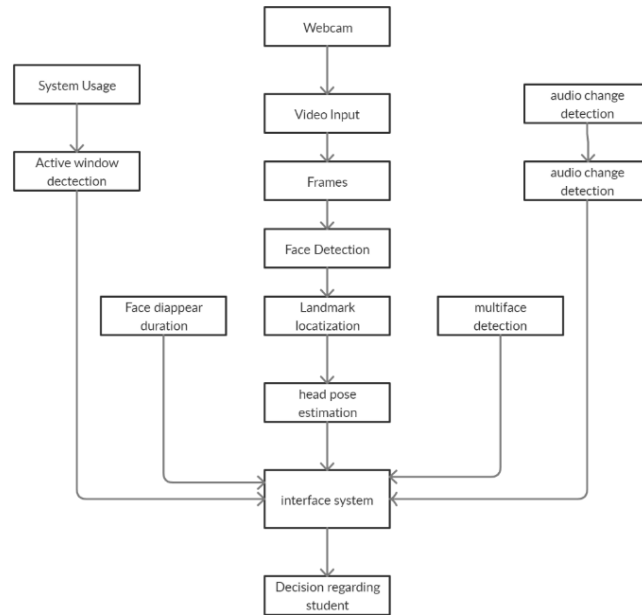 Webcam
System Usage
Video Input
audio change
detection
Active window
dectection
Frames
audio change
detection
Face Detection
Face diappear
duration
Landmark
locatization
multiface
detection
head pose
estimation
interface system
Decision regarding
student